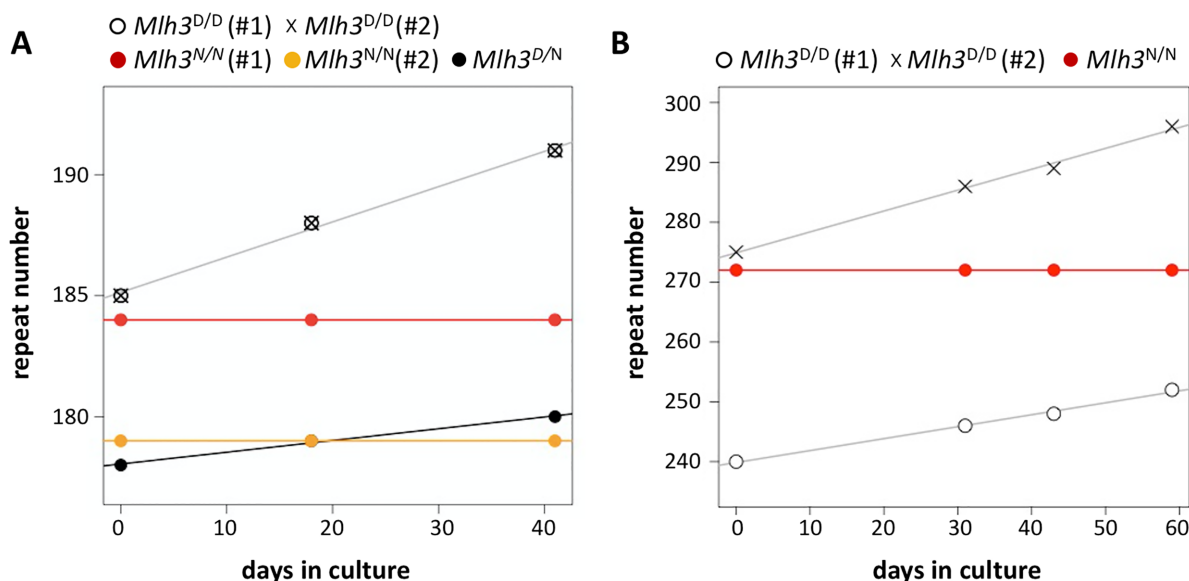 A
○ Mlh3D/D (#1) × Mlh3D/D (#2)
● Mlh3N/N (#1) ● Mlh3N/N(#2) ● Mlh3D/N
repeat number
190
185
180
0 10 20 30 40
days in culture
B
○ Mlh3D/D (#1) × Mlh3D/D (#2) ● Mlh3N/N
repeat number
300
290
280
270
260
250
240
0 10 20 30 40 50 60
days in culture